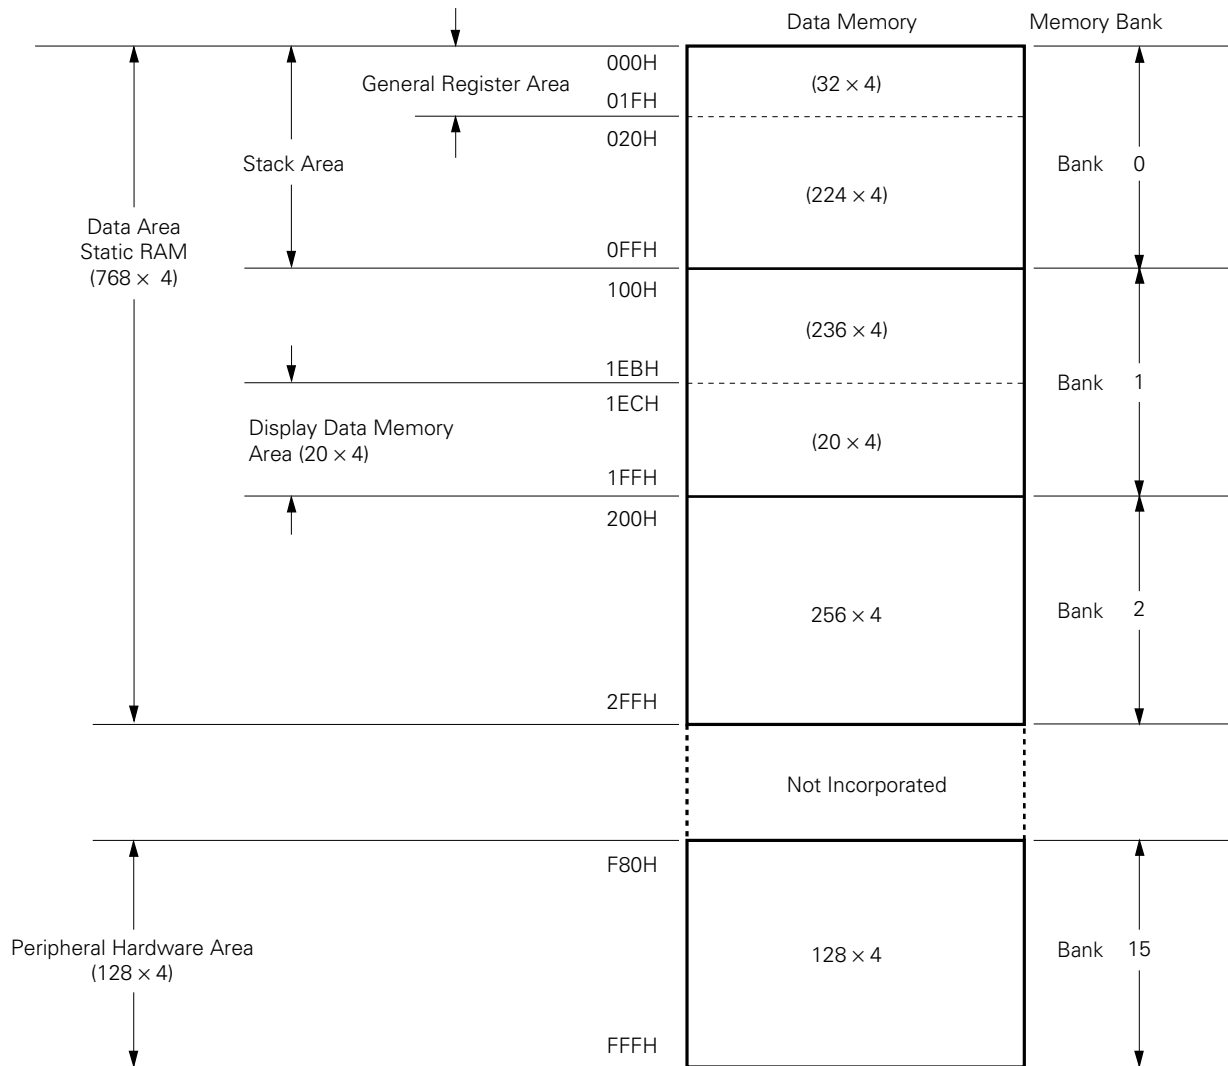 Data Memory Memory Bank
000H
General Register Area (32 × 4)
01FH
020H
Stack Area Bank 0
(224 × 4)
Data Area
Static RAM
(768 × 4)
0FFH
100H
(236 × 4)
1EBH
Bank 1
1ECH
Display Data Memory
Area (20 × 4)
(20 × 4)
1FFH
200H
256 × 4
Bank 2
2FFH
Not Incorporated
F80H
Peripheral Hardware Area
(128 × 4)
128 × 4
Bank 15
FFFH